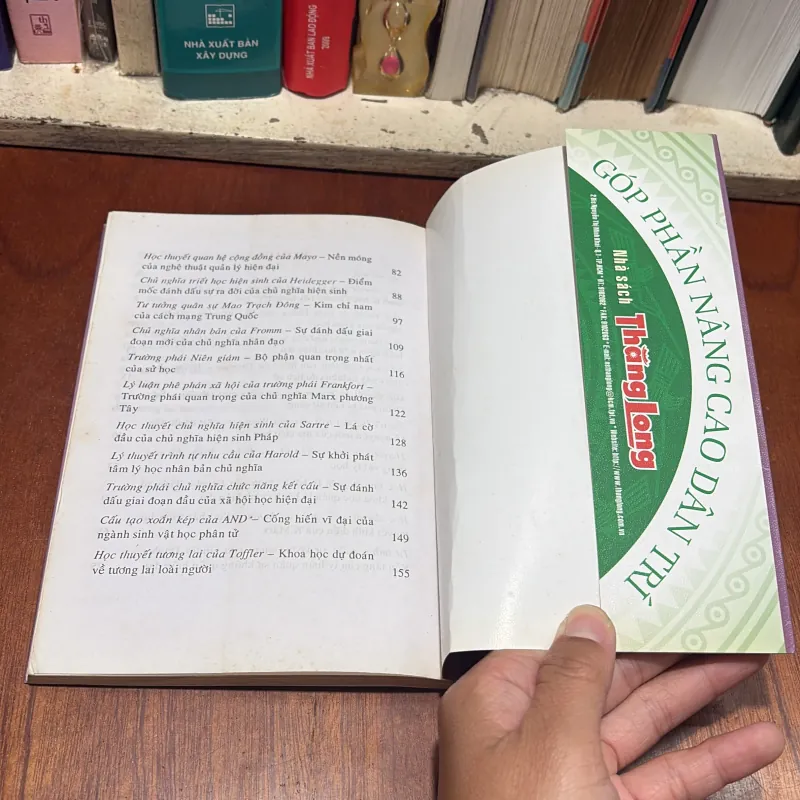 NHÀ XUẤT BẢN
XÂY DỰNG
NHÀ XUẤT BẢN LAO ĐỘNG
Học thuyết quan hệ cộng đồng của Mayo – Nền móng
của nghệ thuật quản lý hiện đại
82
Chủ nghĩa triết học hiện sinh của Heidegger – Điểm
mốc đánh dấu sự ra đời của chủ nghĩa hiện sinh
88
Tư tưởng quân sự Mao Trạch Đông – Kim chỉ nam
của cách mạng Trung Quốc
97
Chủ nghĩa nhân bản của Fromm – Sự đánh dấu giai
đoạn mới của chủ nghĩa nhân đạo
109
Trường phái Niên giám – Bộ phận quan trọng nhất
của sử học
116
Lý luận phê phán xã hội của trường phái Frankfort –
Trường phái quan trọng của chủ nghĩa Marx phương
Tây
122
Học thuyết chủ nghĩa hiện sinh của Sartre – Lá cờ
đầu của chủ nghĩa hiện sinh Pháp
128
Lý thuyết trình tự nhu cầu của Harold – Sự khởi phát
tâm lý học nhân bản chủ nghĩa
136
Trường phái chủ nghĩa chức năng kết cấu – Sự đánh
dấu giai đoạn đầu của xã hội học hiện đại
142
Cấu tạo xoắn kép của AND – Cống hiến vĩ đại của
ngành sinh vật học phân tử
149
Học thuyết tương lai của Toffler – Khoa học dự đoán
về tương lai loài người
155
GÓP PHẦN NÂNG CAO DÂN TRÍ
Nhà sách
Thăng Long